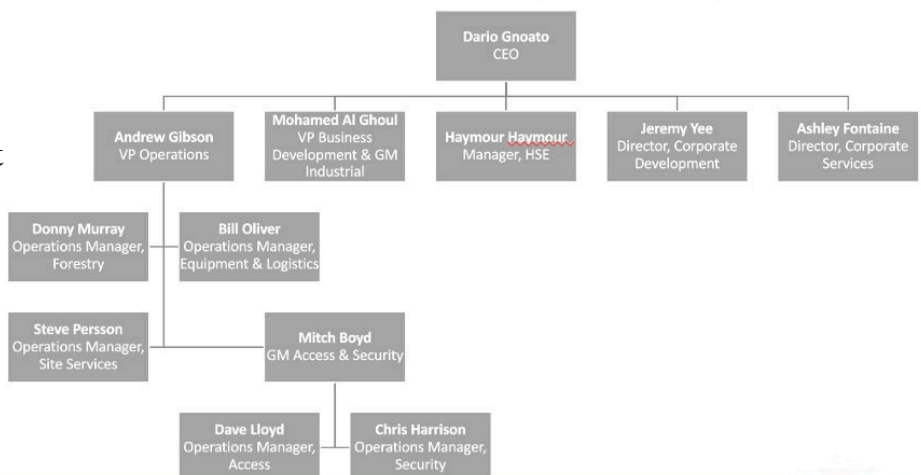 Dario Gnoato
CEO
Andrew Gibson
VP Operations
Mohamed Al Ghoul
VP Business
Development & GM
Industrial
Haymour Haymour
Manager, HSE
Jeremy Yee
Director, Corporate
Development
Ashley Fontaine
Director, Corporate
Services
t
Donny Murray
Operations Manager,
Forestry
Bill Oliver
Operations Manager,
Equipment & Logistics
Steve Persson
Operations Manager,
Site Services
Mitch Boyd
GM Access & Security
Dave Lloyd
Operations Manager,
Access
Chris Harrison
Operations Manager,
Security